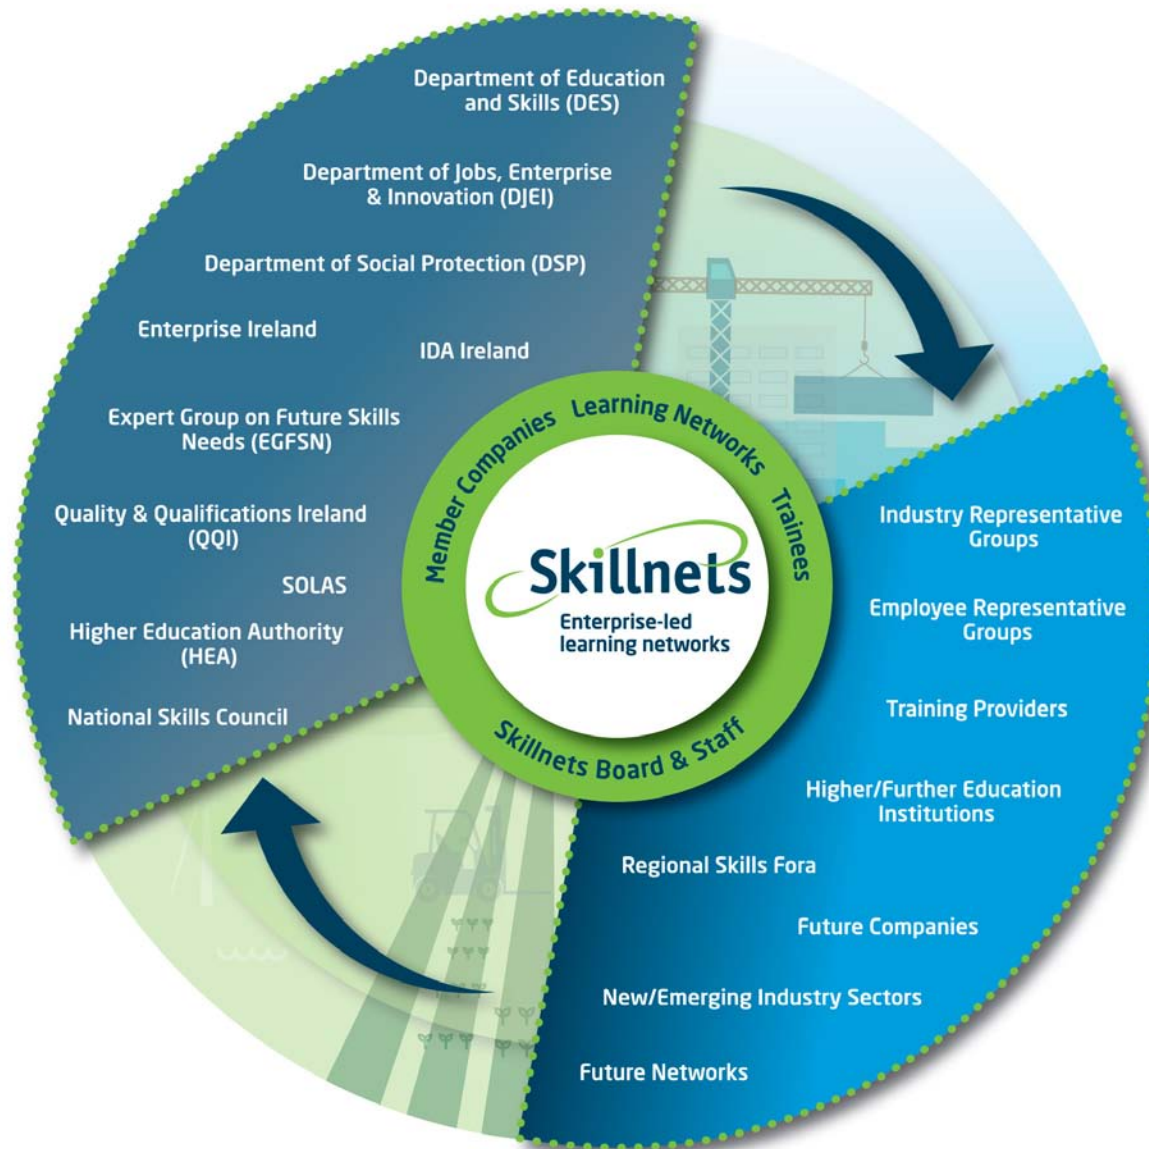 Department of Education
and Skills (DES)
Department of Jobs, Enterprise
& Innovation (DJEI)
Department of Social Protection (DSP)
Enterprise Ireland
IDA Ireland
Expert Group on Future Skills
Needs (EGFSN)
Quality & Qualifications Ireland
(QQI)
SOLAS
Higher Education Authority
(HEA)
National Skills Council
Member Companies
Learning Networks
Trainees
Skillnets
Enterprise-led
learning networks
Skillnets Board & Staff
Industry Representative
Groups
Employee Representative
Groups
Training Providers
Higher/Further Education
Institutions
Regional Skills Fora
Future Companies
New/Emerging Industry Sectors
Future Networks